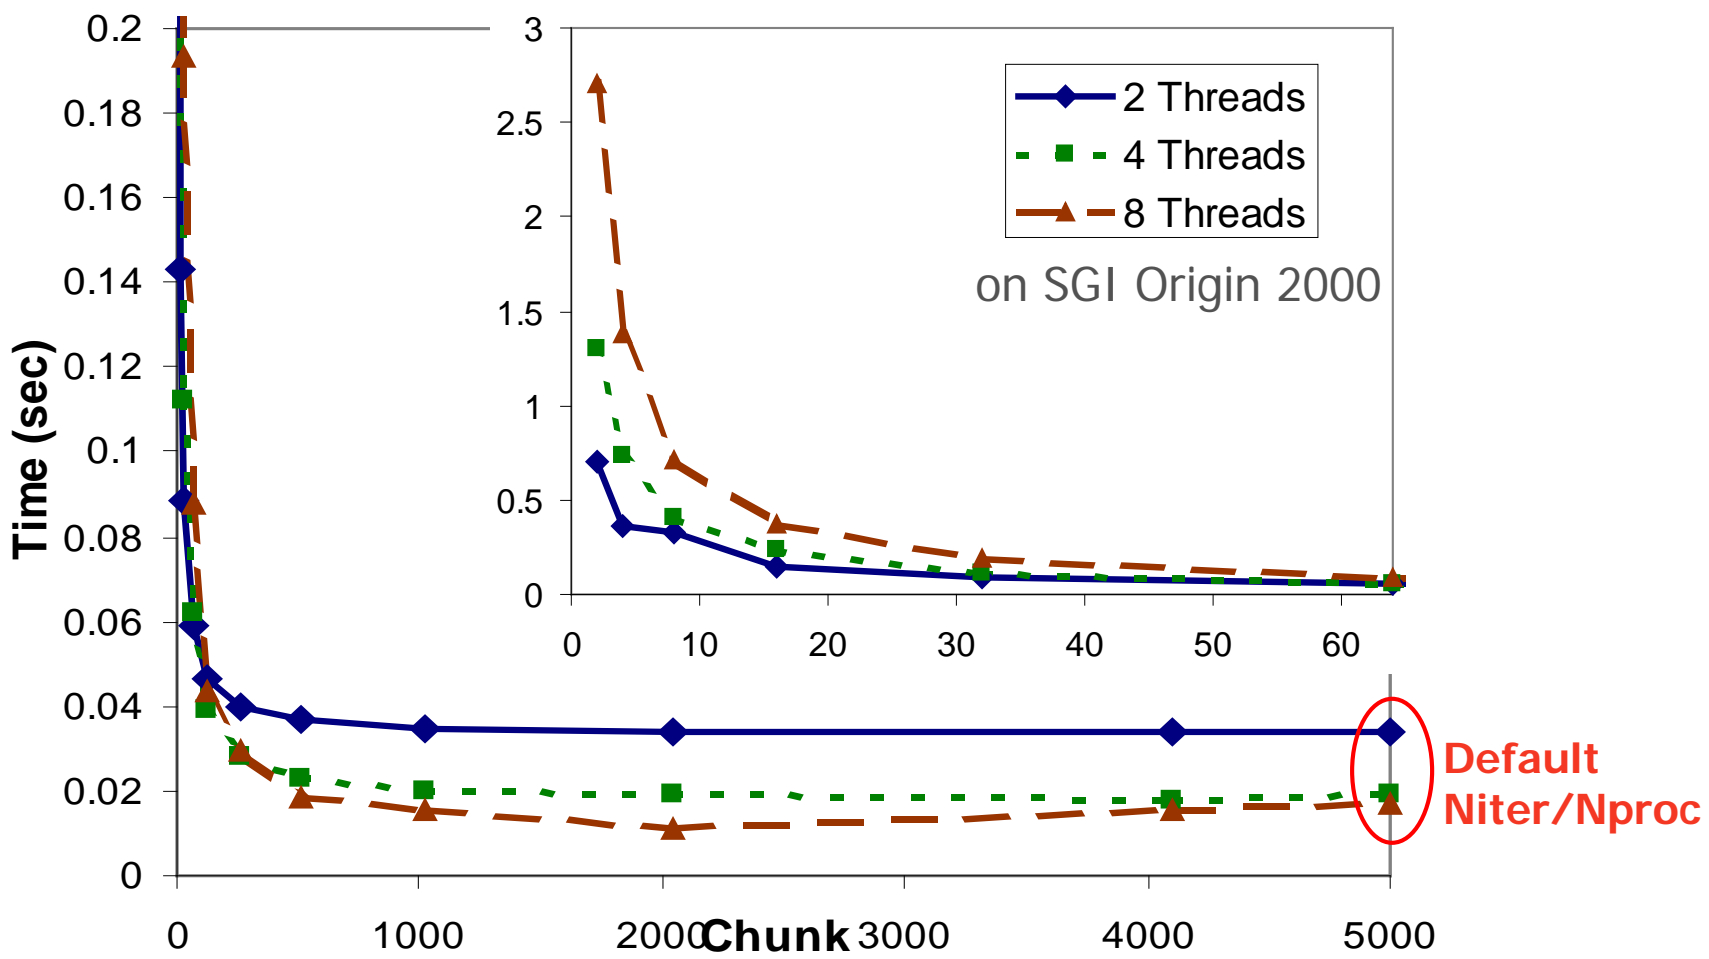 0.2
0.18
0.16
0.14
0.12
0.1
0.08
0.06
0.04
0.02
0
Time (sec)
3
2.5
2
1.5
1
0.5
0
0 10 20 30 40 50 60
2 Threads
4 Threads
8 Threads
on SGI Origin 2000
Default
Niter/Nproc
0 1000 2000 3000 4000 5000
Chunk